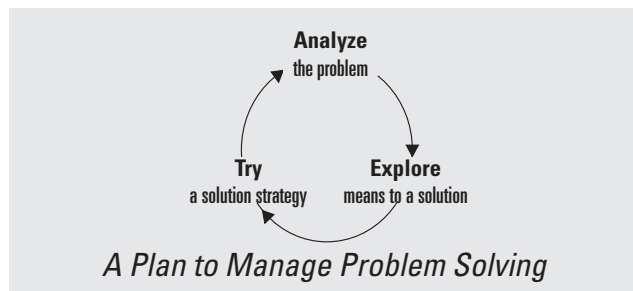 Analyze
the problem
Try
a solution strategy
Explore
means to a solution
A Plan to Manage Problem Solving